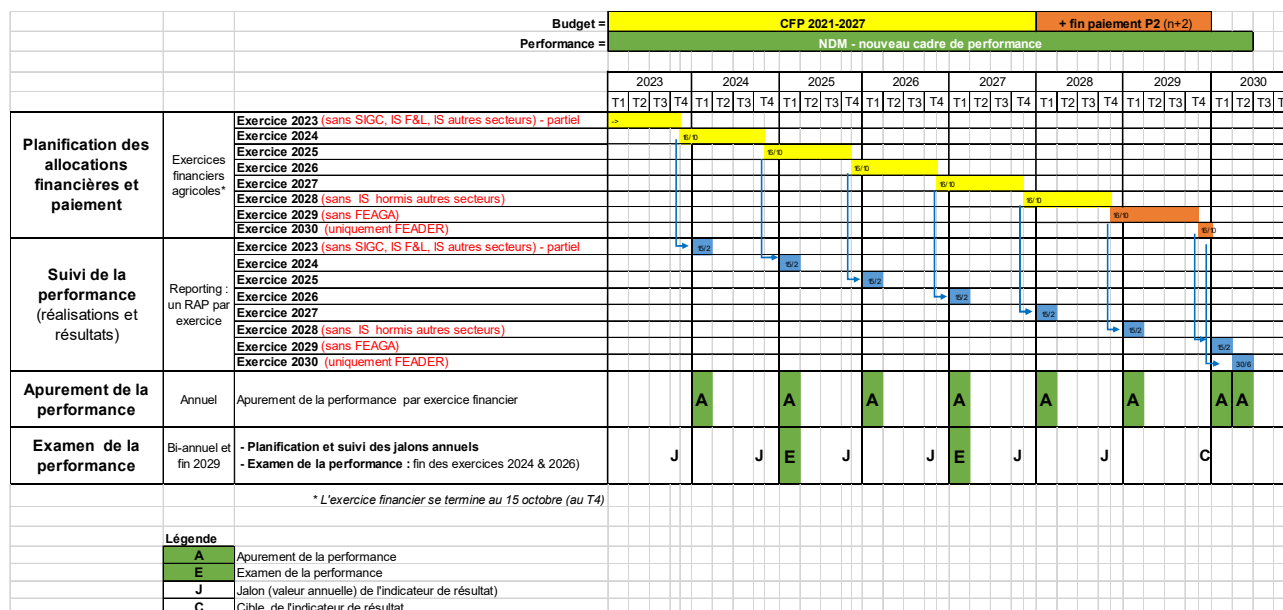 Budget = CFP 2021-2027 + fin paiement P2 (n+2)
Performance = NDM - nouveau cadre de performance
2023 2024 2025 2026 2027 2028 2029 2030
T1 T2 T3 T4 T1 T2 T3 T4 T1 T2 T3 T4 T1 T2 T3 T4 T1 T2 T3 T4 T1 T2 T3 T4 T1 T2 T3 T4 T1 T2 T3
Planification des
allocations
financières et
paiement
Exercices
financiers
agricoles*
Exercice 2023 (sans SIGC, IS F&L, IS autres secteurs) - partiel ->
Exercice 2024 16/10
Exercice 2025 16/10
Exercice 2026 16/10
Exercice 2027 16/10
Exercice 2028 (sans IS hormis autres secteurs) 16/10
Exercice 2029 (sans FEAGA) 16/10
Exercice 2030 (uniquement FEADER) 16/10
Suivi de la
performance
(réalisations et
résultats)
Reporting :
un RAP par
exercice
Exercice 2023 (sans SIGC, IS F&L, IS autres secteurs) - partiel 15/2
Exercice 2024 15/2
Exercice 2025 15/2
Exercice 2026 15/2
Exercice 2027 15/2
Exercice 2028 (sans IS hormis autres secteurs) 15/2
Exercice 2029 (sans FEAGA) 15/2
Exercice 2030 (uniquement FEADER) 30/6
Apurement de la
performance
Annuel
Apurement de la performance par exercice financier
A A A A A A A A
Examen de la
performance
Bi-annuel et
fin 2029
- Planification et suivi des jalons annuels
- Examen de la performance : fin des exercices 2024 & 2026)
J J E J J E J J C
* L'exercice financier se termine au 15 octobre (au T4)
Légende
A Apurement de la performance
E Examen de la performance
J Jalon (valeur annuelle) de l'indicateur de résultat)
C Cible de l'indicateur de résultat